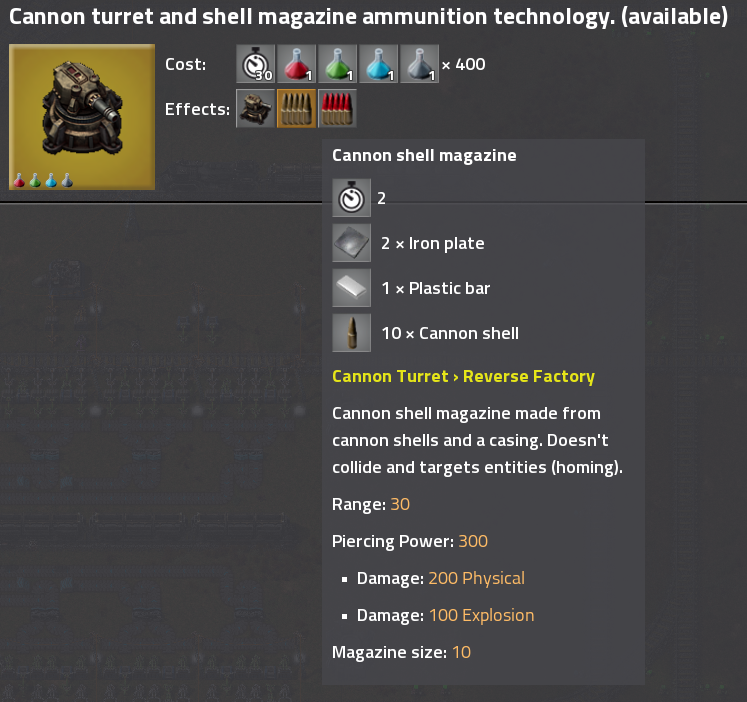 Cannon turret and shell magazine ammunition technology. (available)
Cost: 30 1 1 1 1 × 400
Effects:
Cannon shell magazine
2
2 × Iron plate
1 × Plastic bar
10 × Cannon shell
Cannon Turret › Reverse Factory
Cannon shell magazine made from
cannon shells and a casing. Doesn't
collide and targets entities (homing).
Range: 30
Piercing Power: 300
▪ Damage: 200 Physical
▪ Damage: 100 Explosion
Magazine size: 10